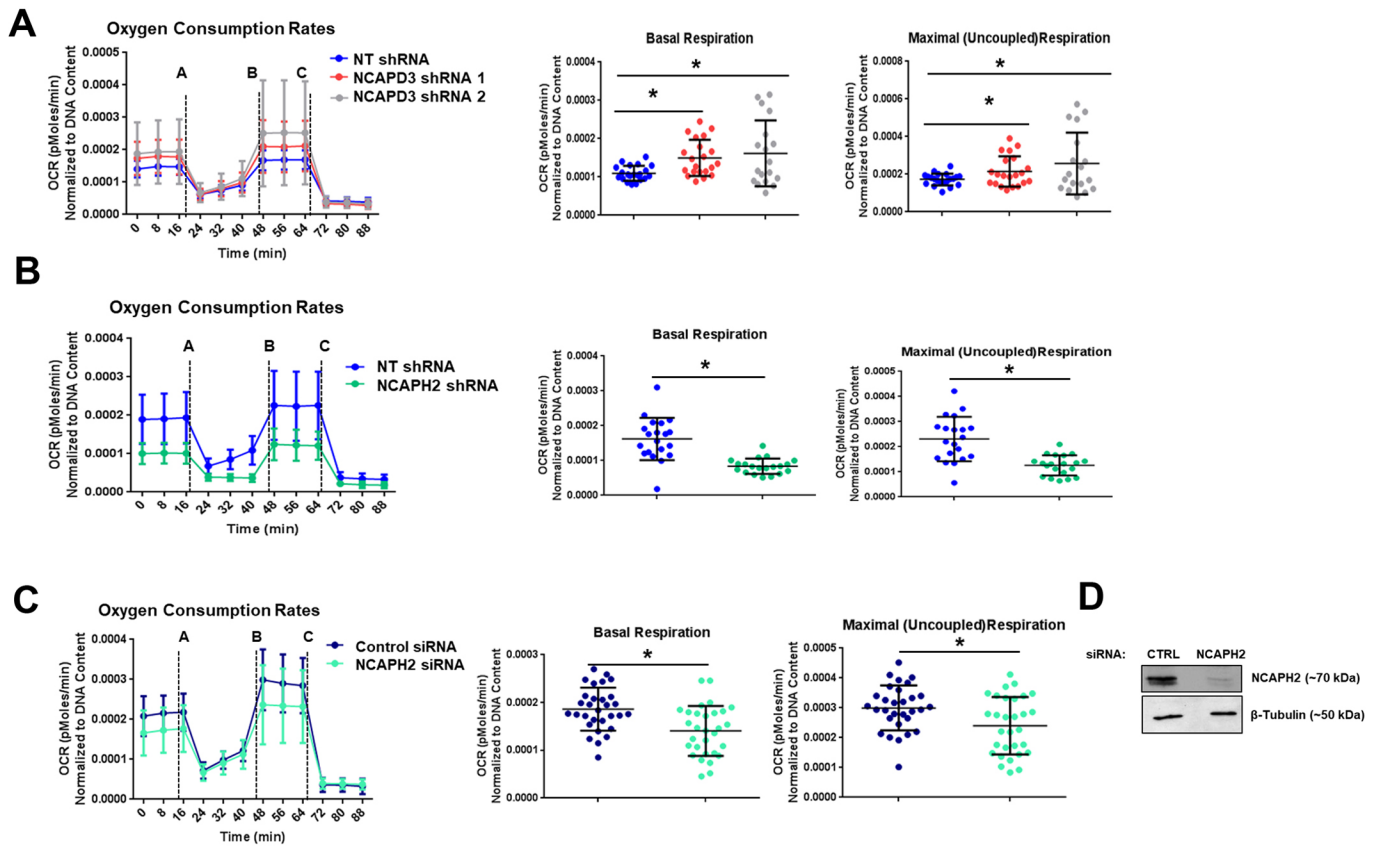 A
Oxygen Consumption Rates
OCR (pMoles/min)
Normalized to DNA Content
0.0005
0.0004
0.0003
0.0002
0.0001
0.0000
A
B
C
NT shRNA
NCAPD3 shRNA 1
NCAPD3 shRNA 2
0 8 16 24 32 40 48 56 64 72 80 88
Time (min)
Basal Respiration
OCR (pMoles/min)
Normalized to DNA Content
0.0004
0.0003
0.0002
0.0001
0.0000
*
*
Maximal (Uncoupled)Respiration
OCR (pMoles/min)
Normalized to DNA Content
0.0008
0.0006
0.0004
0.0002
0.0000
*
*
B
Oxygen Consumption Rates
OCR (pMoles/min)
Normalized to DNA Content
0.0004
0.0003
0.0002
0.0001
0.0000
A
B
C
NT shRNA
NCAPH2 shRNA
0 8 16 24 32 40 48 56 64 72 80 88
Time (min)
Basal Respiration
OCR (pMoles/min)
Normalized to DNA Content
0.0004
0.0003
0.0002
0.0001
0.0000
*
Maximal (Uncoupled)Respiration
OCR (pMoles/min)
Normalized to DNA Content
0.0005
0.0004
0.0003
0.0002
0.0001
0.0000
*
C
Oxygen Consumption Rates
OCR (pMoles/min)
Normalized to DNA Content
0.0004
0.0003
0.0002
0.0001
0.0000
A
B
C
Control siRNA
NCAPH2 siRNA
0 8 16 24 32 40 48 56 64 72 80 88
Time (min)
Basal Respiration
OCR (pMoles/min)
Normalized to DNA Content
0.0003
0.0002
0.0001
0.0000
*
Maximal (Uncoupled)Respiration
OCR (pMoles/min)
Normalized to DNA Content
0.0005
0.0004
0.0003
0.0002
0.0001
0.0000
*
D
siRNA: CTRL NCAPH2
NCAPH2 (~70 kDa)
β-Tubulin (~50 kDa)